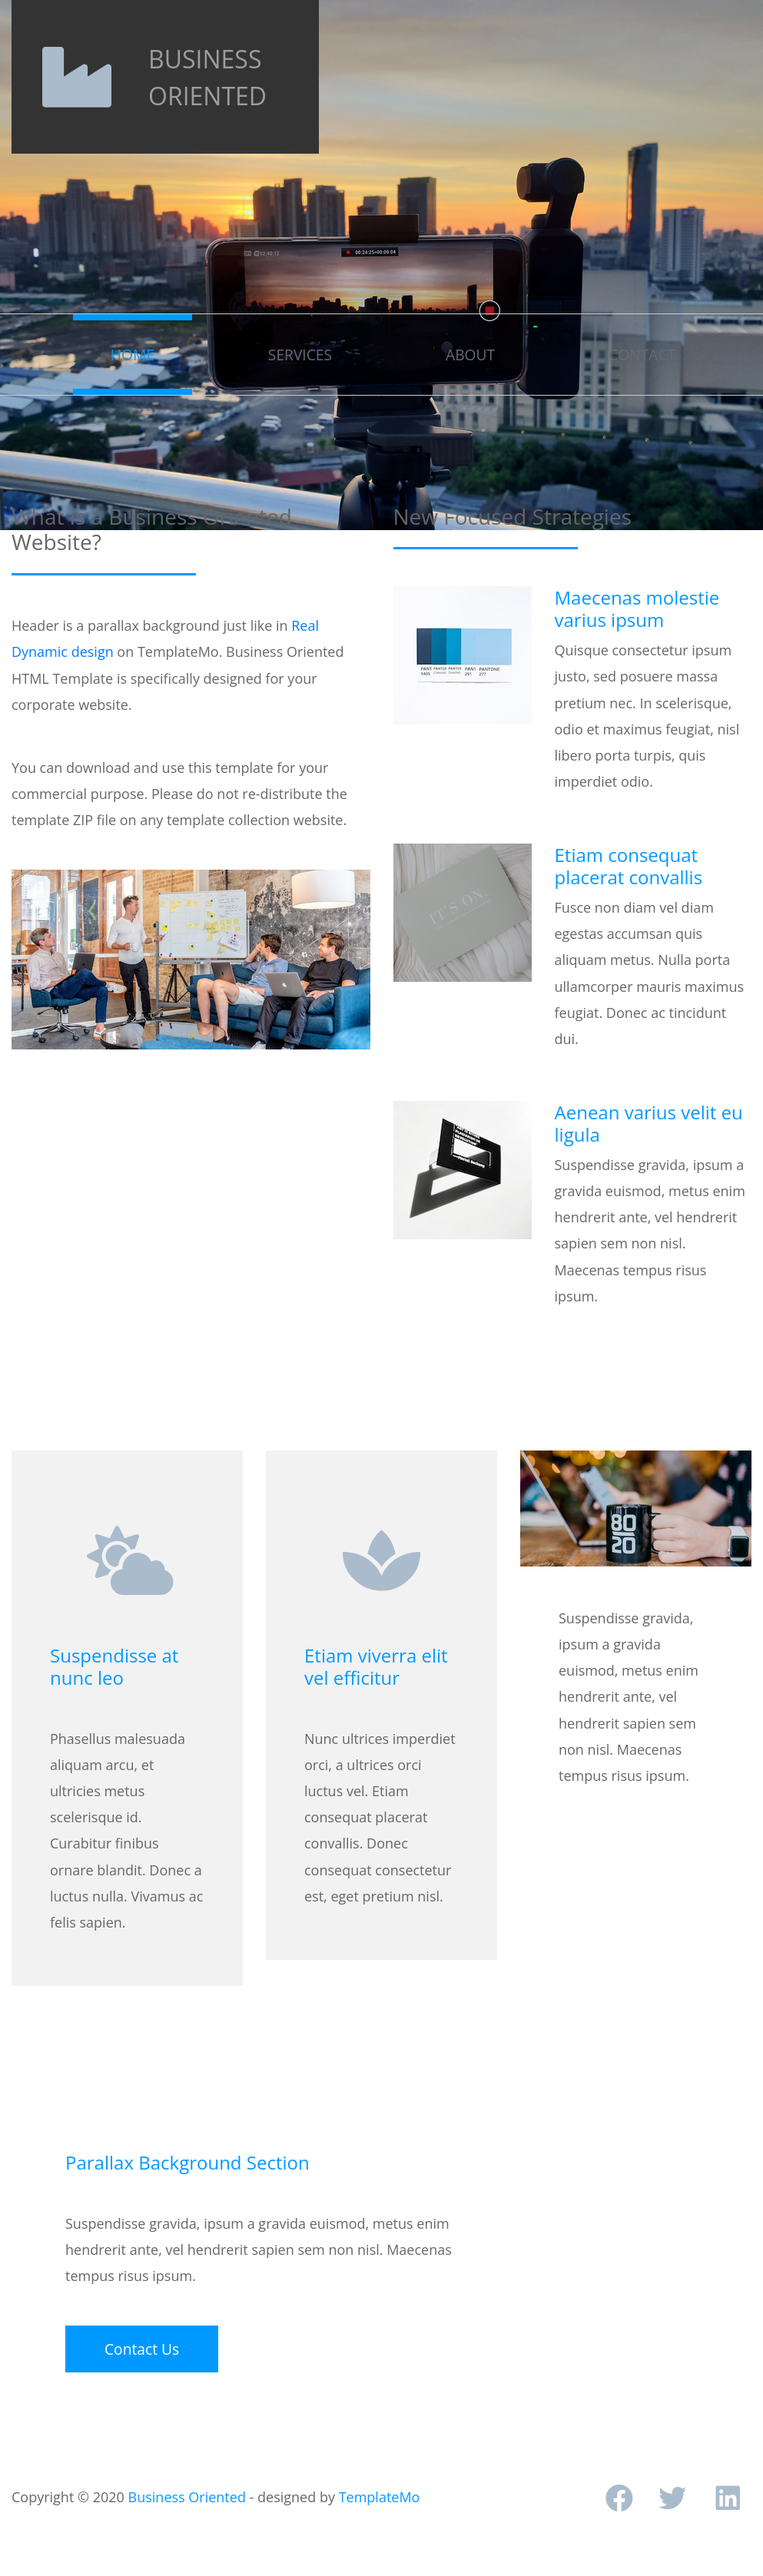 BUSINESS
ORIENTED
HOME
SERVICES
ABOUT
CONTACT
What is a Business Oriented
Website?
Header is a parallax background just like in Real
Dynamic design on TemplateMo. Business Oriented
HTML Template is specifically designed for your
corporate website.
You can download and use this template for your
commercial purpose. Please do not re-distribute the
template ZIP file on any template collection website.
New Focused Strategies
Maecenas molestie
varius ipsum
Quisque consectetur ipsum
justo, sed posuere massa
pretium nec. In scelerisque,
odio et maximus feugiat, nisl
libero porta turpis, quis
imperdiet odio.
IT'S ON.
Etiam consequat
placerat convallis
Fusce non diam vel diam
egestas accumsan quis
aliquam metus. Nulla porta
ullamcorper mauris maximus
feugiat. Donec ac tincidunt
dui.
Aenean varius velit eu
ligula
Suspendisse gravida, ipsum a
gravida euismod, metus enim
hendrerit ante, vel hendrerit
sapien sem non nisl.
Maecenas tempus risus
ipsum.
Suspendisse at
nunc leo
Phasellus malesuada
aliquam arcu, et
ultricies metus
scelerisque id.
Curabitur finibus
ornare blandit. Donec a
luctus nulla. Vivamus ac
felis sapien.
Etiam viverra elit
vel efficitur
Nunc ultrices imperdiet
orci, a ultrices orci
luctus vel. Etiam
consequat placerat
convallis. Donec
consequat consectetur
est, eget pretium nisl.
80
20
Suspendisse gravida,
ipsum a gravida
euismod, metus enim
hendrerit ante, vel
hendrerit sapien sem
non nisl. Maecenas
tempus risus ipsum.
Parallax Background Section
Suspendisse gravida, ipsum a gravida euismod, metus enim
hendrerit ante, vel hendrerit sapien sem non nisl. Maecenas
tempus risus ipsum.
Contact Us
Copyright © 2020 Business Oriented - designed by TemplateMo